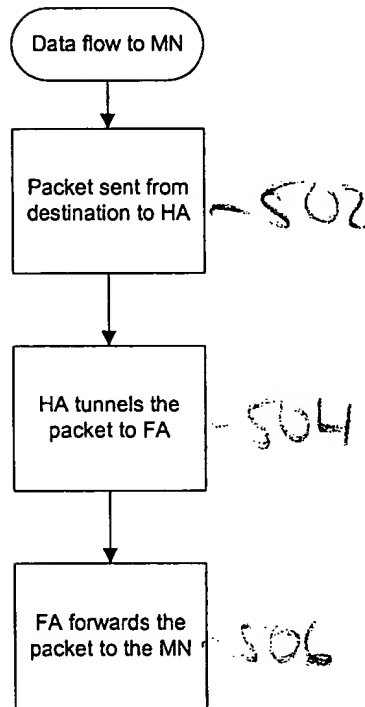 Data flow to MN
Packet sent from
destination to HA
502
HA tunnels the
packet to FA
504
FA forwards the
packet to the MN
506